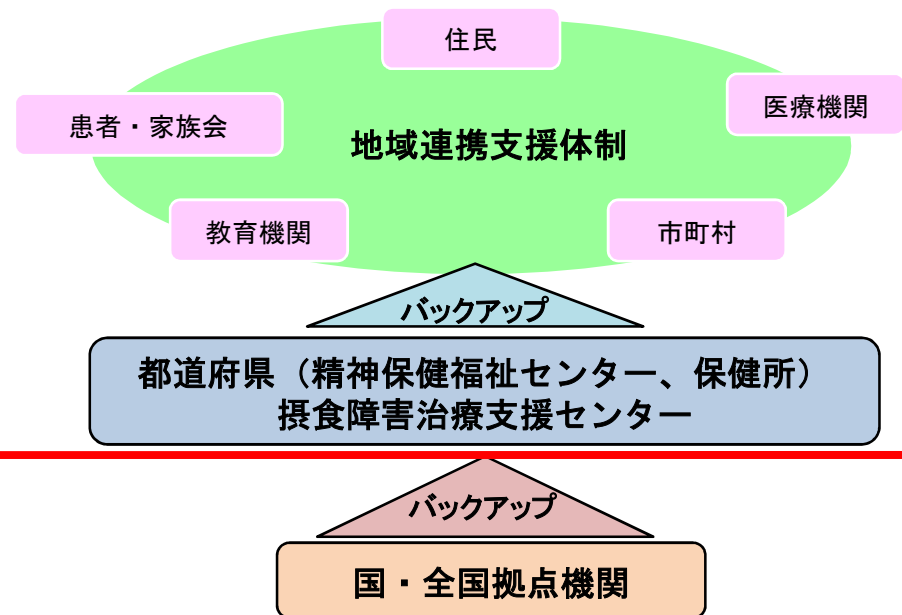 住民
患者・家族会
医療機関
地域連携支援体制
教育機関
市町村
バックアップ
都道府県（精神保健福祉センター、保健所）
摂食障害治療支援センター
バックアップ
国・全国拠点機関